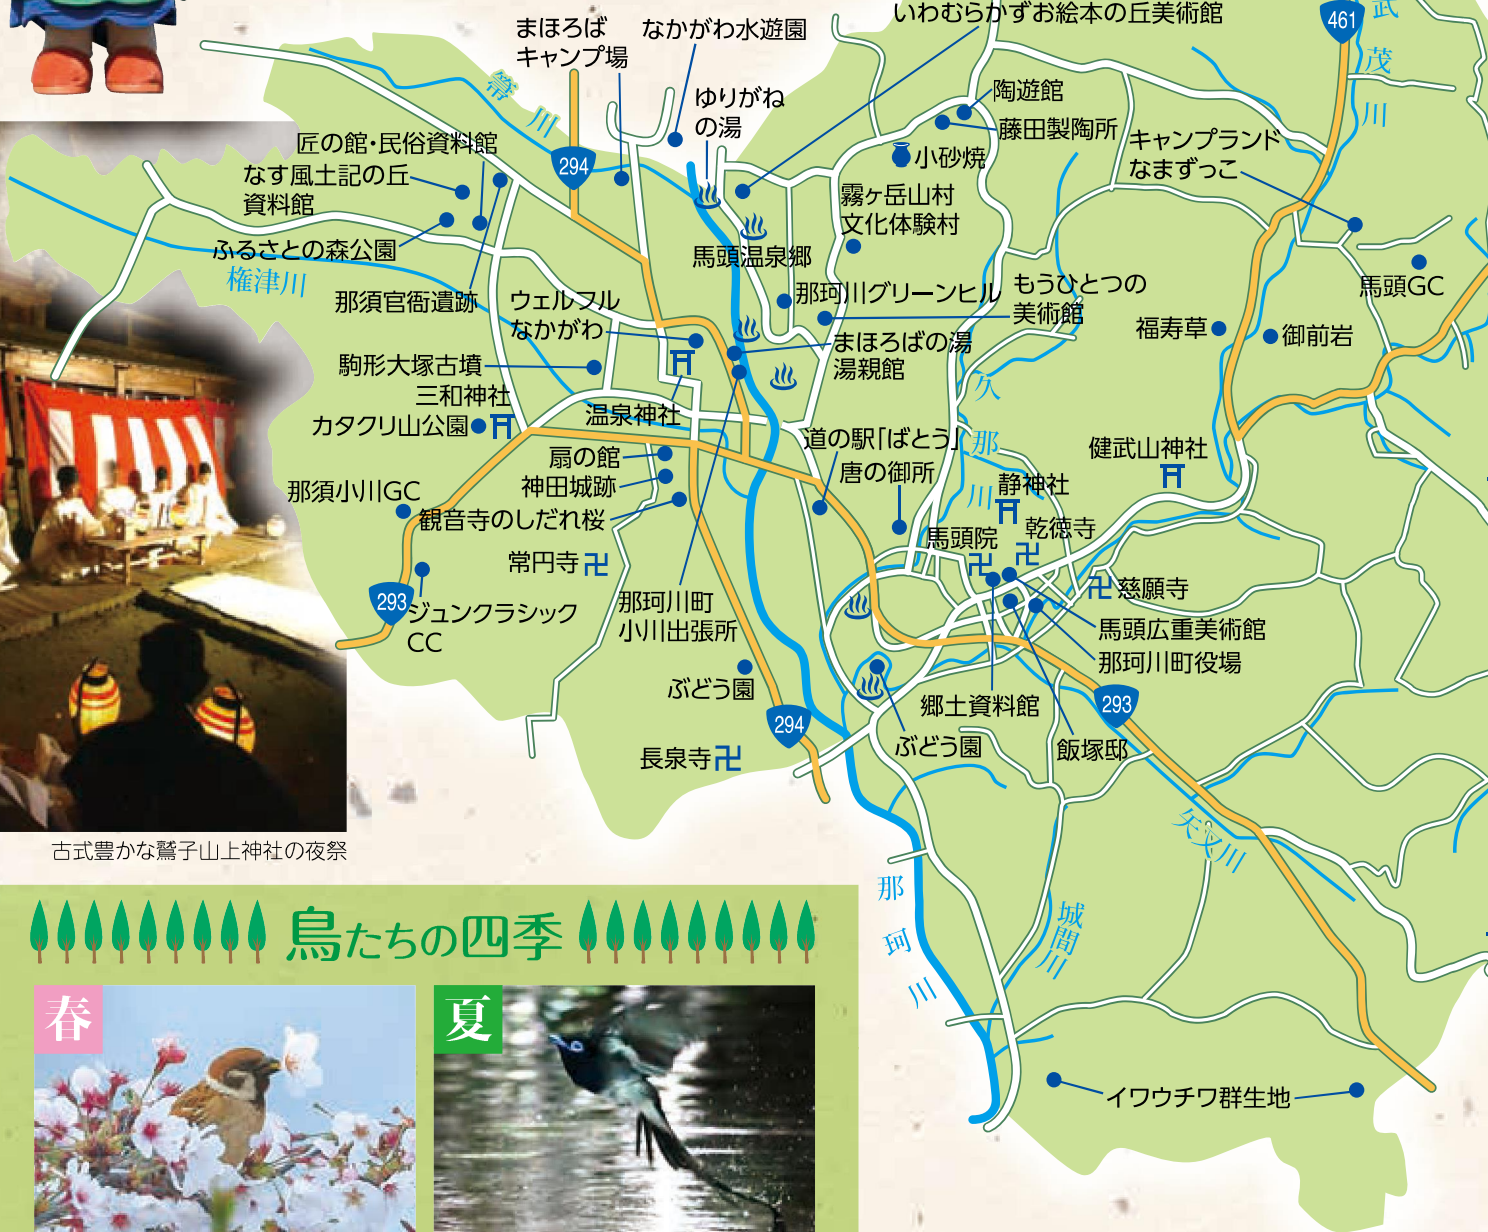 いわむらかずお絵本の丘美術館
461
武
茂
川
まほろば
キャンプ場
なかがわ水遊園
箒
川
ゆりがね
の湯
陶遊館
藤田製陶所
小砂焼
キャンプランド
なまずっこ
294
匠の館・民俗資料館
なす風土記の丘
資料館
霧ヶ岳山村
文化体験村
ふるさとの森公園
権津川
馬頭温泉郷
馬頭GC
那須官衙遺跡
ウェルフル
なかがわ
那珂川グリーンヒル
もうひとつの
美術館
福寿草
御前岩
まほろばの湯
湯親館
駒形大塚古墳
三和神社
カタクリ山公園
温泉神社
久
那
川
道の駅「ばとう」
唐の御所
健武山神社
扇の館
神田城跡
観音寺のしだれ桜
那須小川GC
静神社
馬頭院
乾徳寺
常円寺
慈願寺
293
ジュンクラシック
CC
那珂川町
小川出張所
馬頭広重美術館
那珂川町役場
ぶどう園
郷土資料館
293
294
長泉寺
ぶどう園
飯塚邸
矢又川
古式豊かな鷲子山上神社の夜祭
那
珂
川
城間川
鳥たちの四季
春
夏
イワウチワ群生地